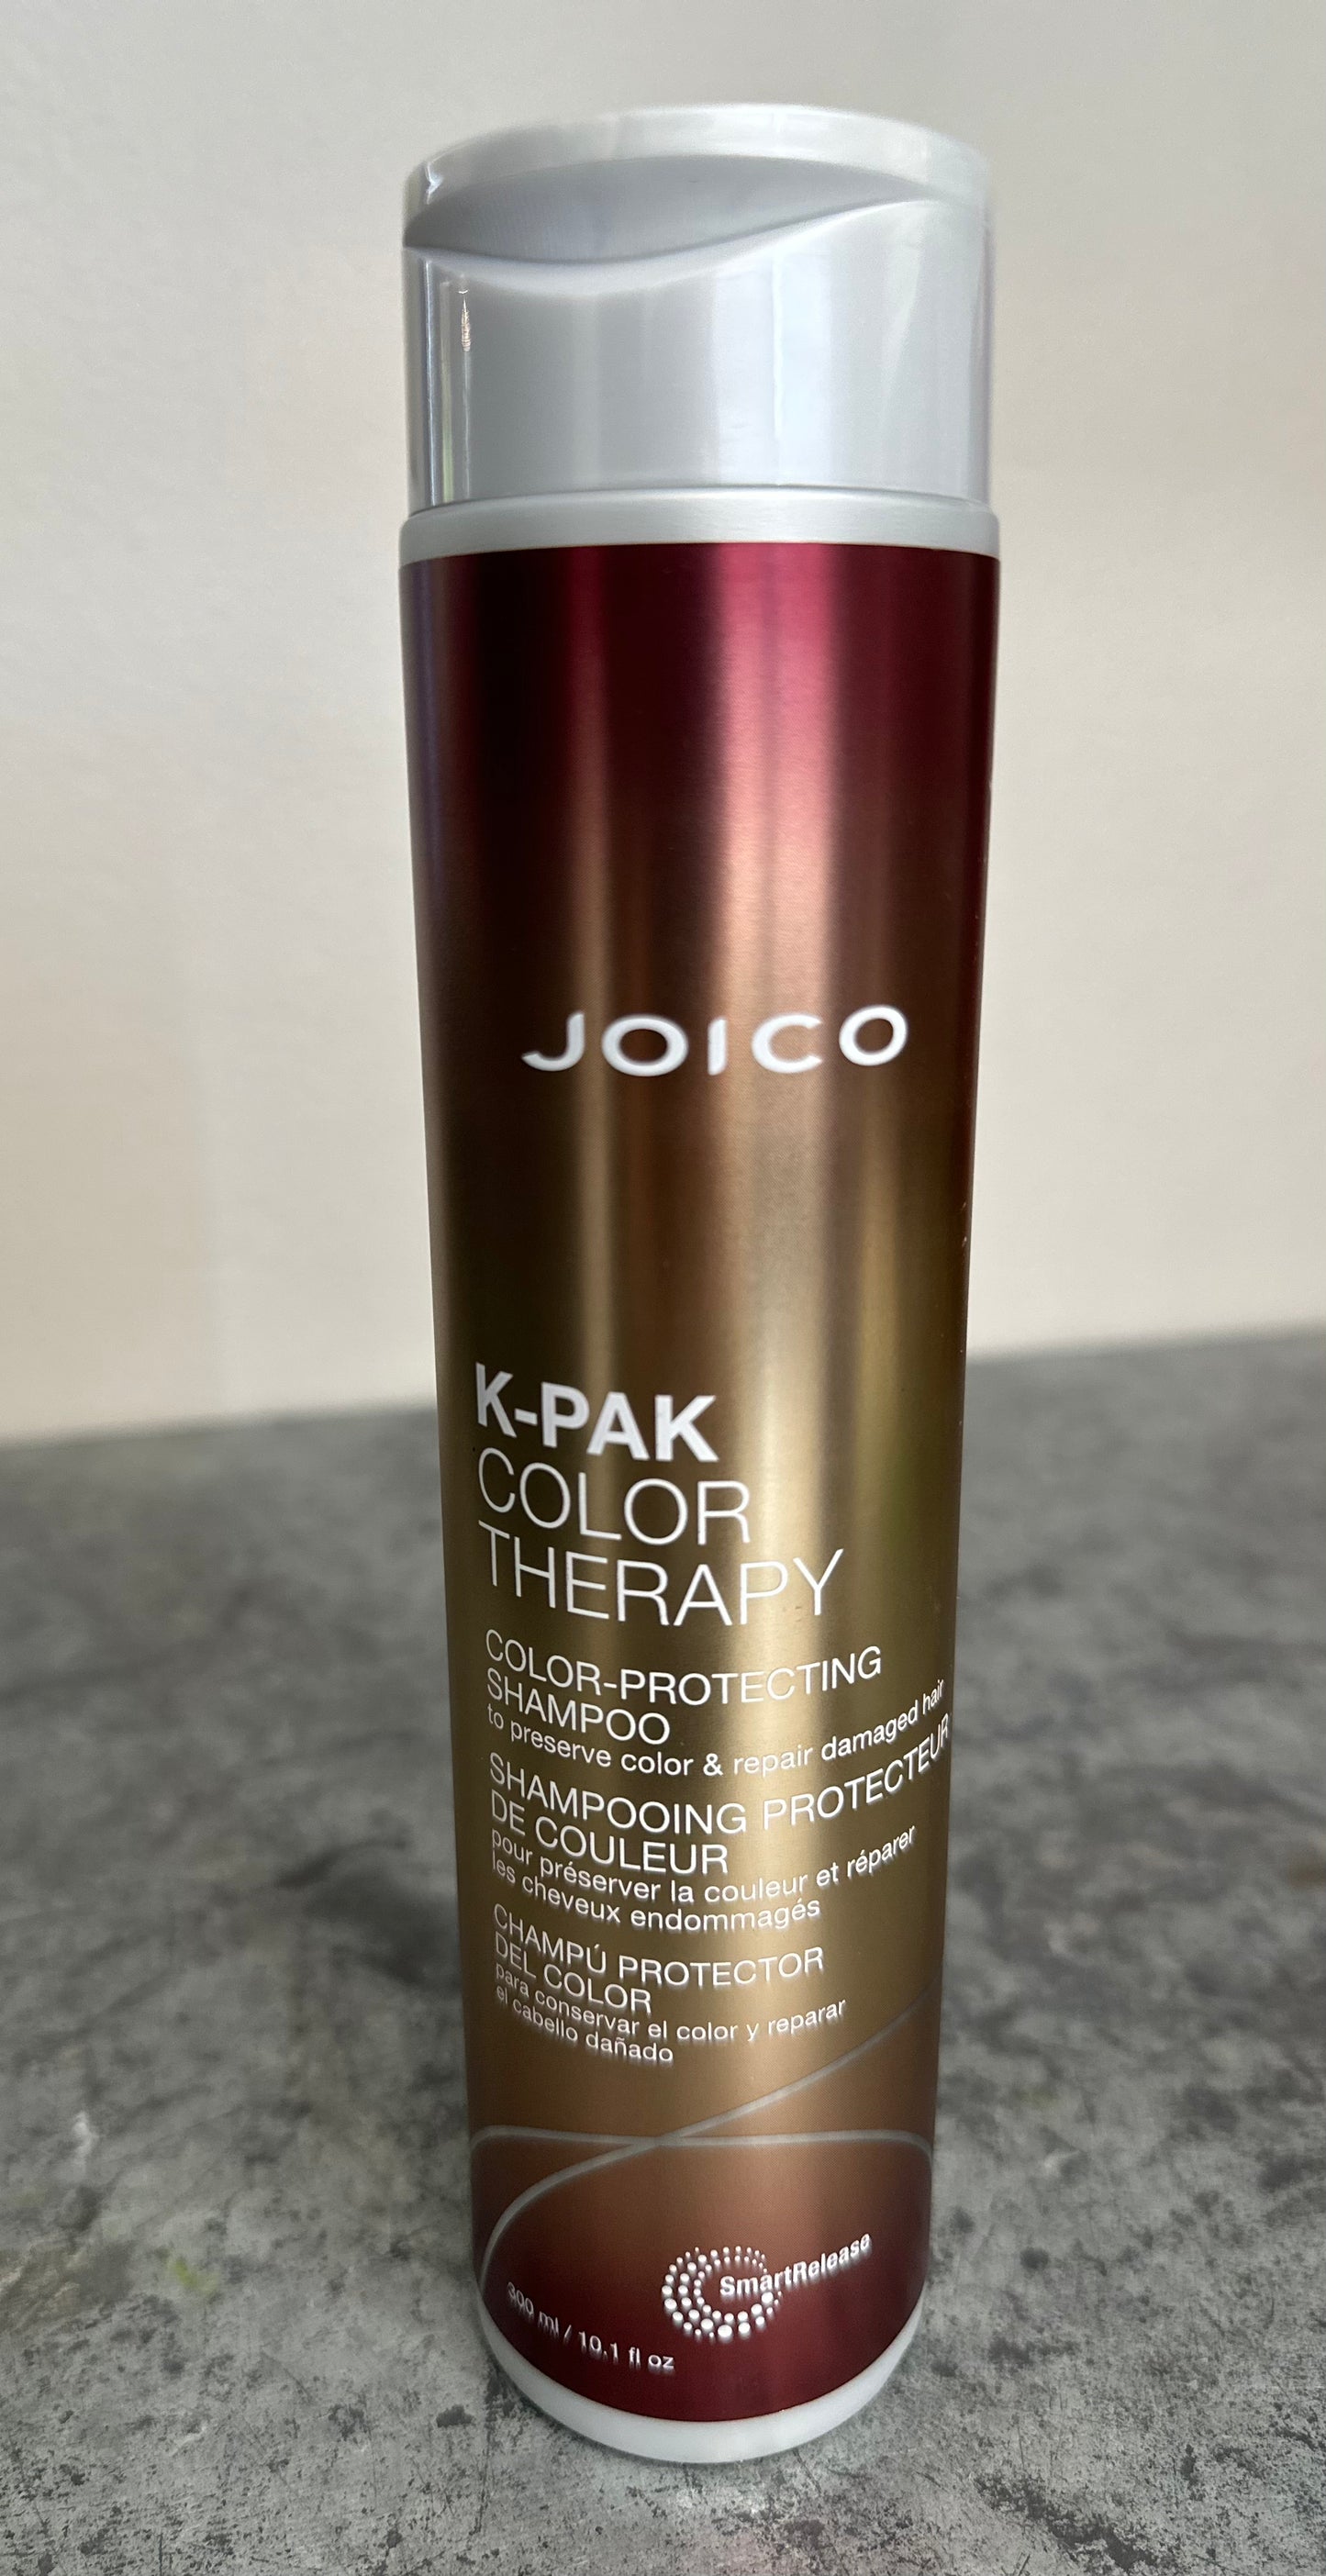 JOICO
K-PAK
COLOR
THERAPY
COLOR-PROTECTING
SHAMPOO
to preserve color & repair damaged hair
SHAMPOOING PROTECTEUR
DE COULEUR
pour préserver la couleur et réparer
les cheveux endommagés
CHAMPÚ PROTECTOR
DEL COLOR
para conservar el color y reparar
el cabello dañado
SmartRelease
300 ml / 10.1 fl oz